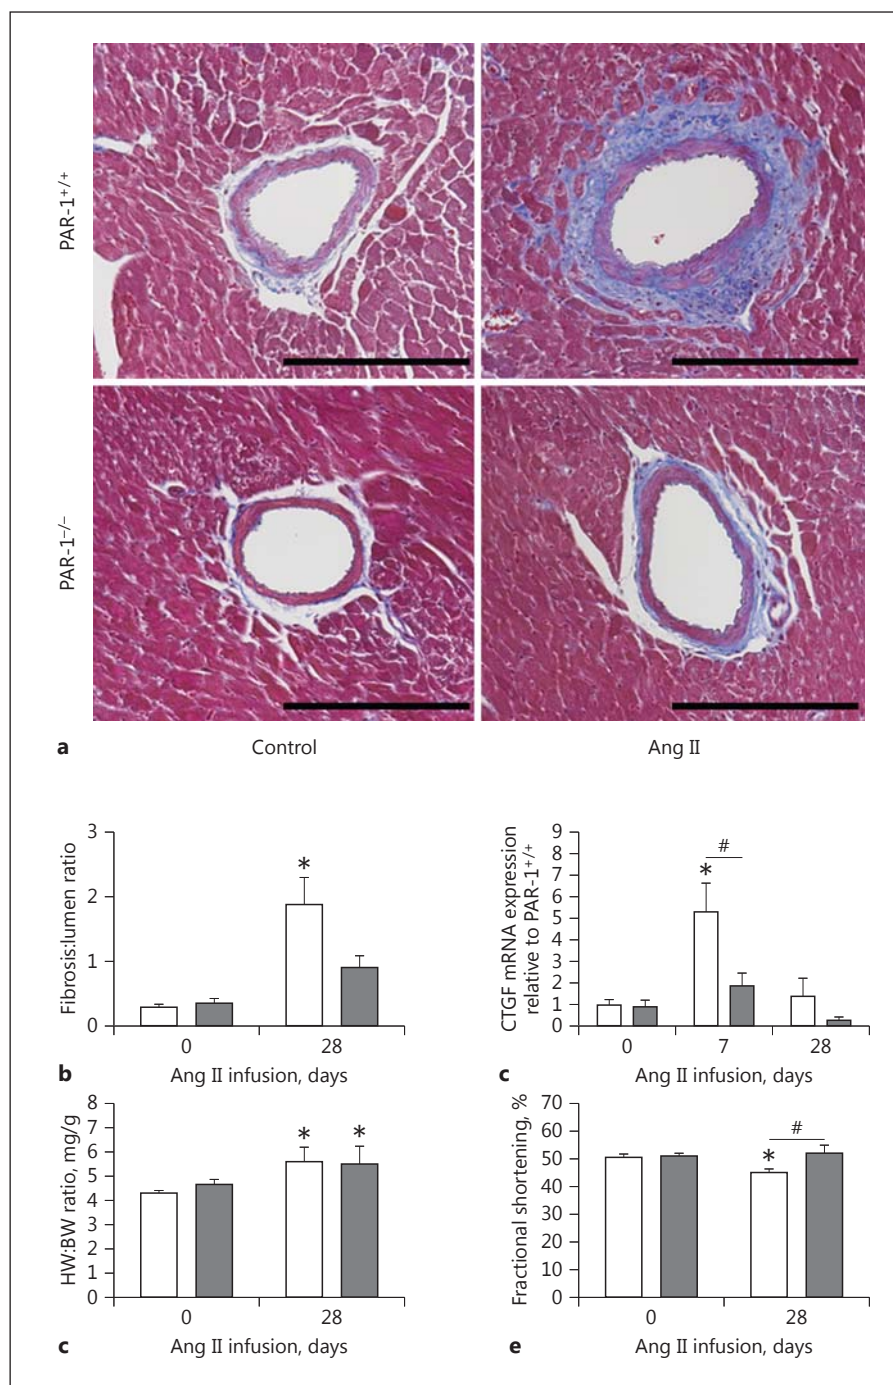 PAR-1+/+
PAR-1–/–
a
Control
Ang II
3
2
1
0
Fibrosis:lumen ratio
*
0
28
b
Ang II infusion, days
9
8
7
6
5
4
3
2
1
0
CTGF mRNA expression
relative to PAR-1+/+
#
*
0
7
28
c
Ang II infusion, days
8
7
6
5
4
3
2
1
0
HW:BW ratio, mg/g
*
*
0
28
c
Ang II infusion, days
70
60
50
40
30
20
10
0
Fractional shortening, %
#
*
0
28
e
Ang II infusion, days